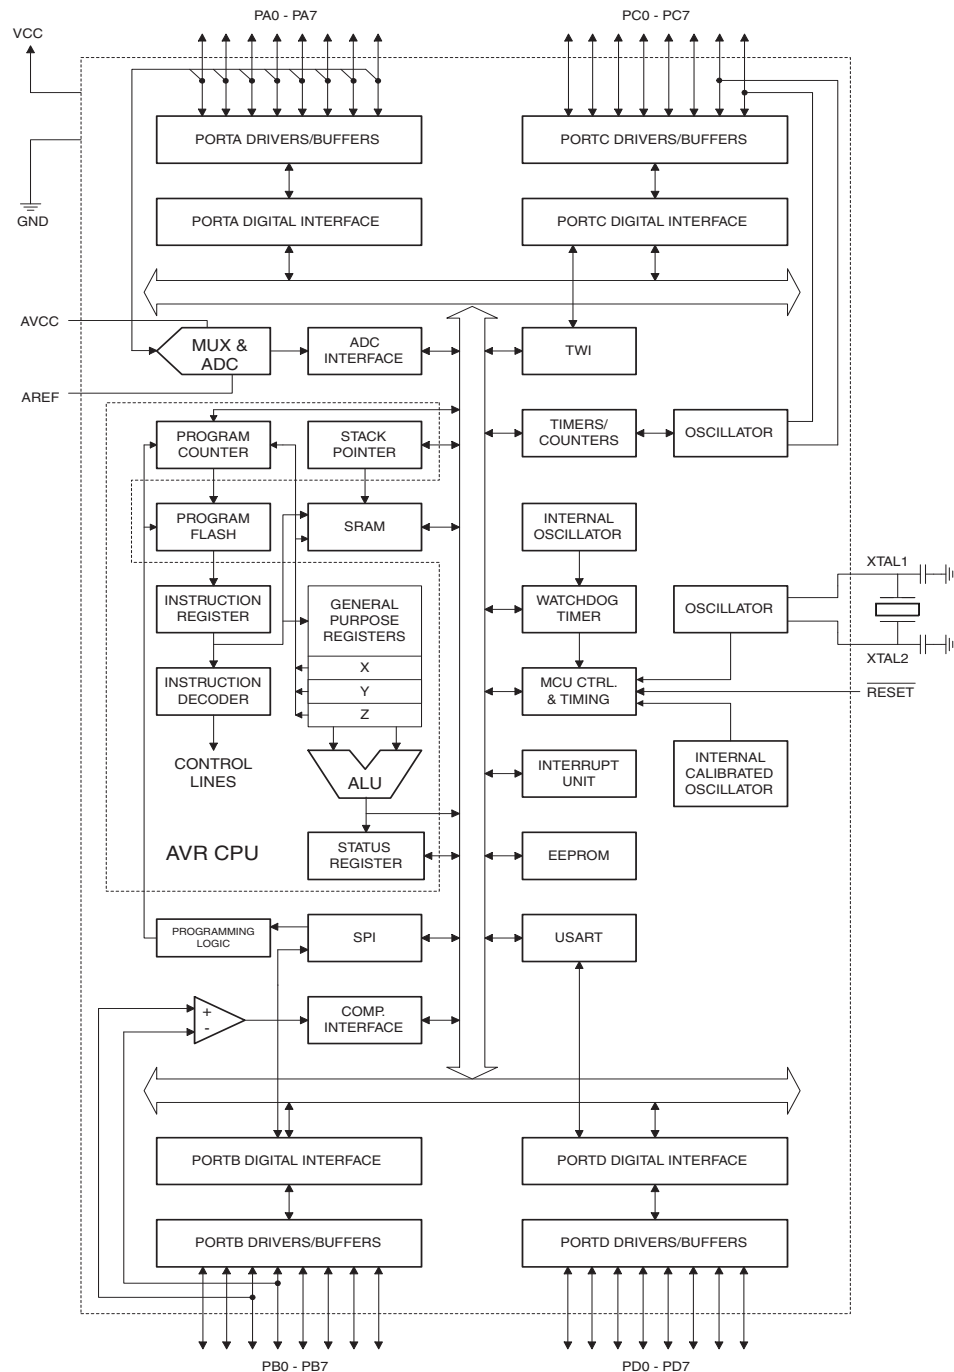 PA0 - PA7
PC0 - PC7
VCC
PORTA DRIVERS/BUFFERS
PORTC DRIVERS/BUFFERS
GND
PORTA DIGITAL INTERFACE
PORTC DIGITAL INTERFACE
AVCC
MUX &
ADC
ADC
INTERFACE
TWI
AREF
PROGRAM
COUNTER
STACK
POINTER
TIMERS/
COUNTERS
OSCILLATOR
PROGRAM
FLASH
SRAM
INTERNAL
OSCILLATOR
XTAL1
INSTRUCTION
REGISTER
GENERAL
PURPOSE
REGISTERS
WATCHDOG
TIMER
OSCILLATOR
XTAL2
X
INSTRUCTION
DECODER
Y
MCU CTRL.
& TIMING
RESET
Z
CONTROL
LINES
ALU
INTERRUPT
UNIT
INTERNAL
CALIBRATED
OSCILLATOR
AVR CPU
STATUS
REGISTER
EEPROM
PROGRAMMING
LOGIC
SPI
USART
+
-
COMP.
INTERFACE
PORTB DIGITAL INTERFACE
PORTD DIGITAL INTERFACE
PORTB DRIVERS/BUFFERS
PORTD DRIVERS/BUFFERS
PB0 - PB7
PD0 - PD7